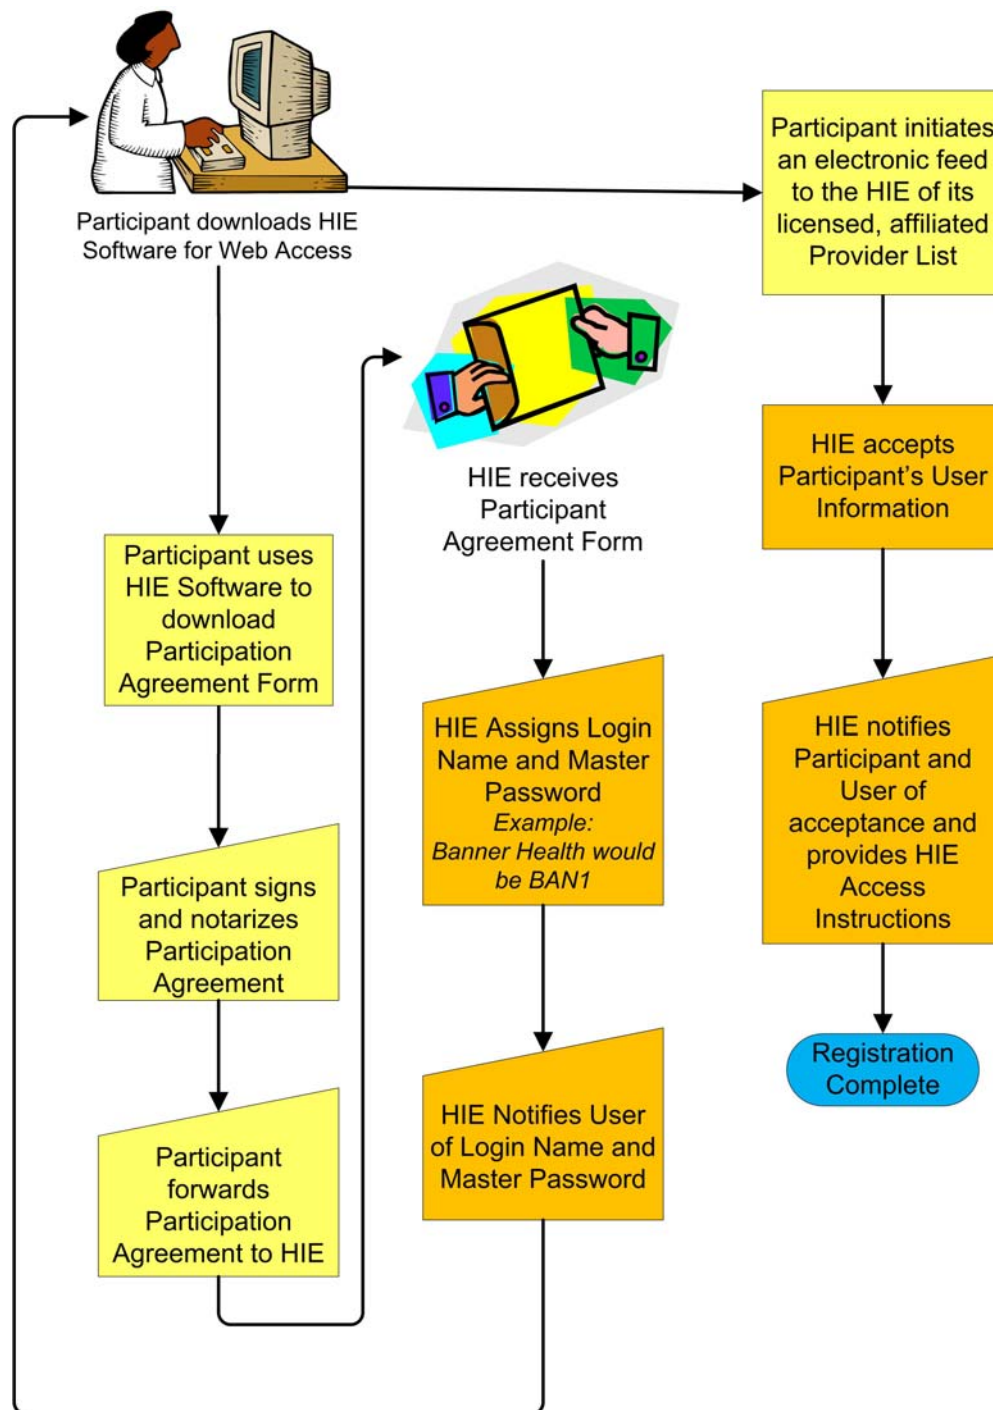 Participant downloads HIE
Software for Web Access
Participant uses
HIE Software to
download
Participation
Agreement Form
Participant signs
and notarizes
Participation
Agreement
Participant
forwards
Participation
Agreement to HIE
HIE receives
Participant
Agreement Form
HIE Assigns Login
Name and Master
Password
Example:
Banner Health would
be BAN1
HIE Notifies User
of Login Name and
Master Password
Participant initiates
an electronic feed
to the HIE of its
licensed, affiliated
Provider List
HIE accepts
Participant’s User
Information
HIE notifies
Participant and
User of
acceptance and
provides HIE
Access
Instructions
Registration
Complete